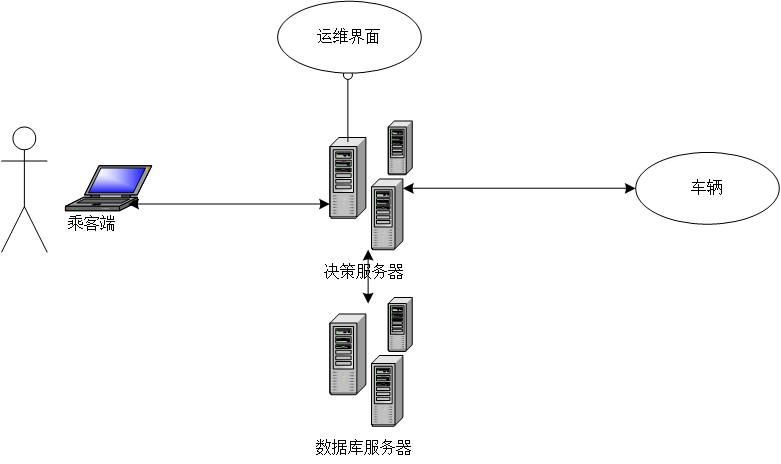 运维界面
车辆
乘客端
决策服务器
数据库服务器